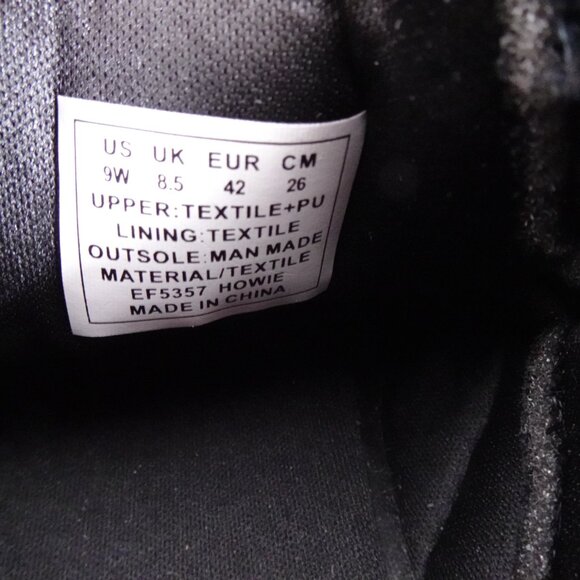 US UK EUR CM
9W 8.5 42 26
UPPER:TEXTILE+PU
LINING:TEXTILE
OUTSOLE:MAN MADE
MATERIAL/TEXTILE
EF5357 HOWIE
MADE IN CHINA